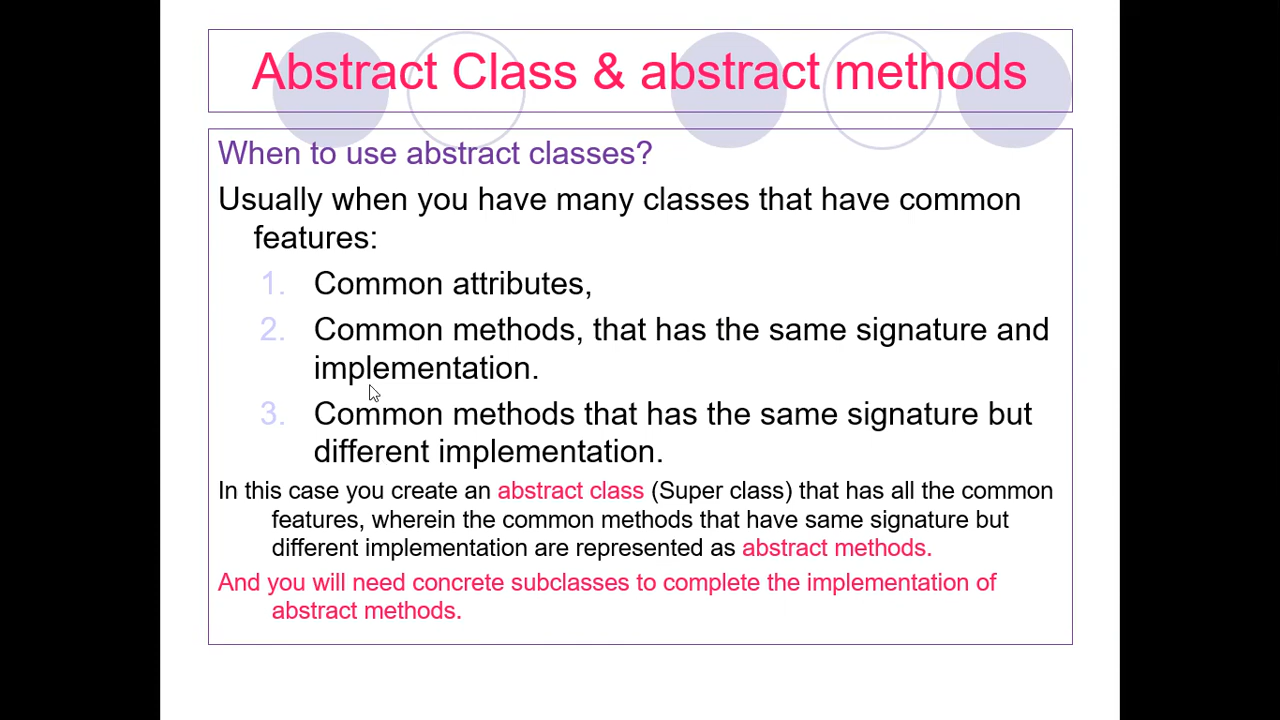 Abstract Class & abstract methods
When to use abstract classes?
Usually when you have many classes that have common
features:
1. Common attributes,
2. Common methods, that has the same signature and
implementation.
3. Common methods that has the same signature but
different implementation.
In this case you create an abstract class (Super class) that has all the common
features, wherein the common methods that have same signature but
different implementation are represented as abstract methods.
And you will need concrete subclasses to complete the implementation of
abstract methods.